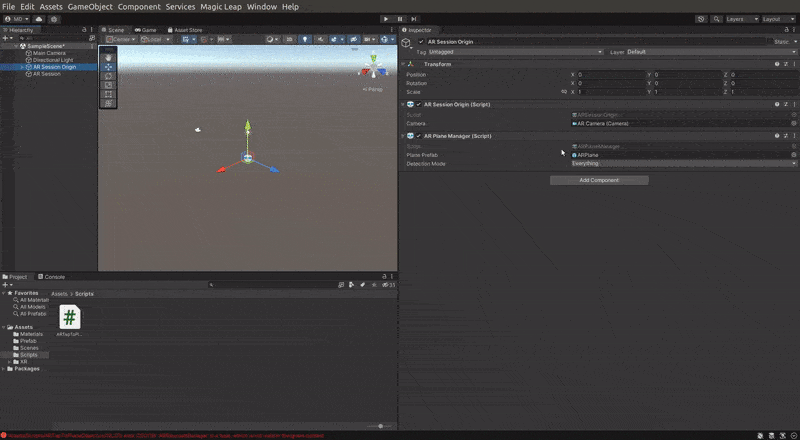 File Edit Assets GameObject Component Services Magic Leap Window Help
MG
Layers Layout
Hierarchy
All
SampleScene*
Main Camera
Directional Light
AR Session Origin
AR Session
Scene Game Asset Store
Center Local
2D
Persp
Inspector
AR Session Origin
Static
Tag Untagged Layer Default
Transform
Position X 0 Y 0 Z 0
Rotation X 0 Y 0 Z 0
Scale X 1 Y 1 Z 1
AR Session Origin (Script)
Script ARSessionOrigin
Camera AR Camera (Camera)
AR Plane Manager (Script)
Script ARPlaneManager
Plane Prefab ARPlane
Detection Mode Everything
Add Component
Project Console
Favorites
All Materials
All Models
All Prefabs
Assets
Materials
Prefab
Scenes
Scripts
XR
Packages
Assets > Scripts
#